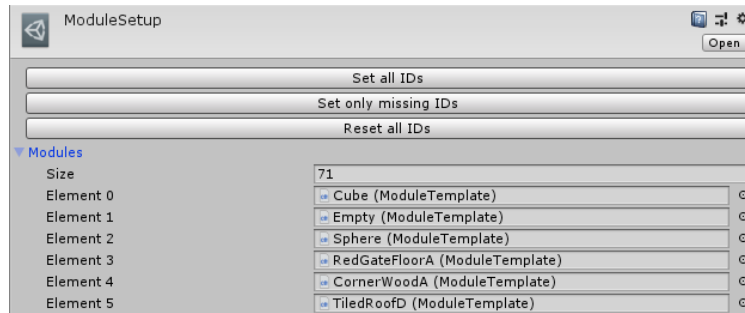 ModuleSetup
Open
Set all IDs
Set only missing IDs
Reset all IDs
Modules
Size 71
Element 0 Cube (ModuleTemplate)
Element 1 Empty (ModuleTemplate)
Element 2 Sphere (ModuleTemplate)
Element 3 RedGateFloorA (ModuleTemplate)
Element 4 CornerWoodA (ModuleTemplate)
Element 5 TiledRoofD (ModuleTemplate)